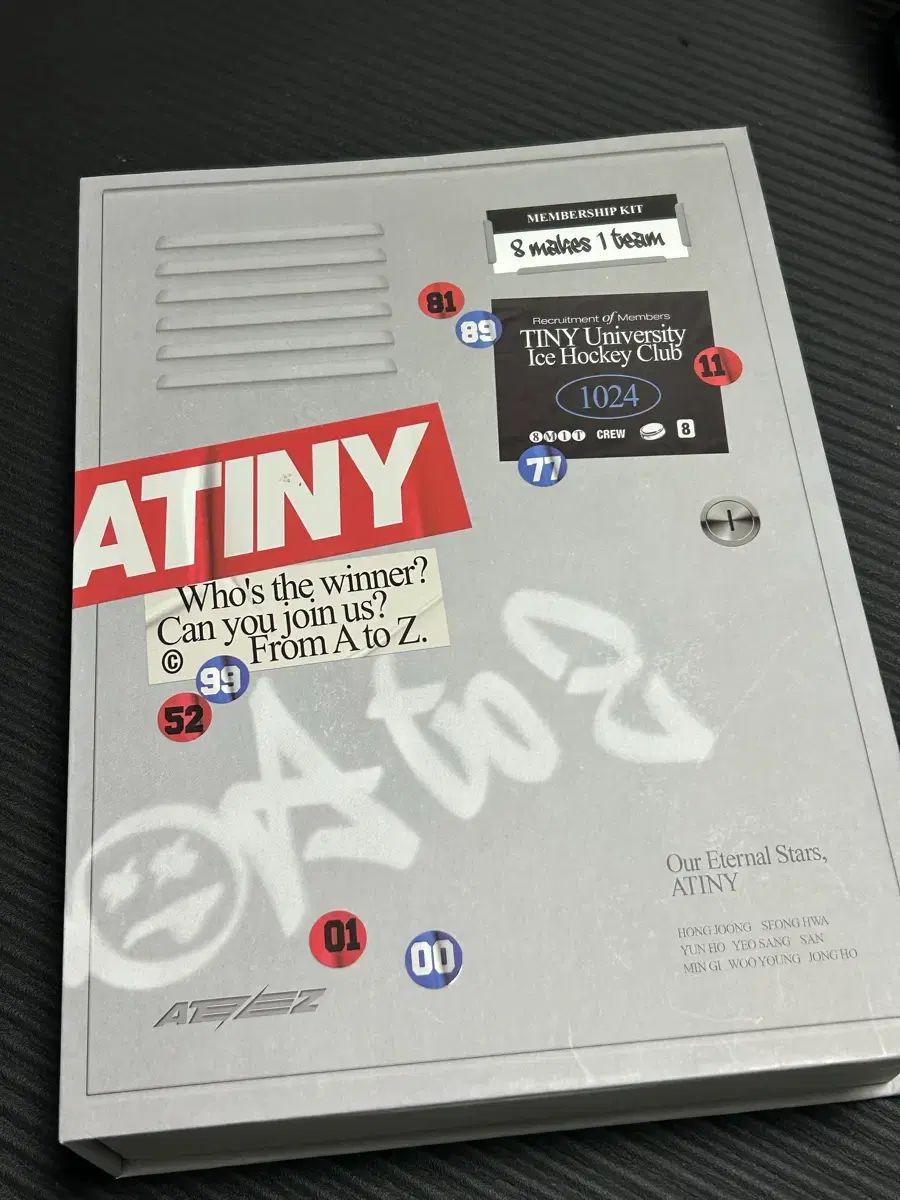 MEMBERSHIP KIT
8 makes 1 team
81
89
Recruitment of Members
TINY University
Ice Hockey Club
11
1024
8 M 1 T CREW 8
77
ATINY
Who's the winner?
Can you join us?
© From A to Z.
99
52
A to Z
01
00
Our Eternal Stars,
ATINY
HONG JOONG SEONG HWA
YUN HO YEO SANG SAN
MIN GI WOO YOUNG JONG HO
ATEEZ